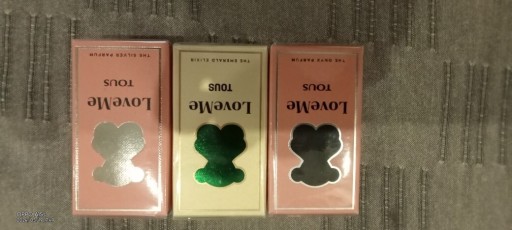 LoveMe
TOUS
THE SILVER PARFUM
LoveMe
TOUS
THE EMERALD ELIXIR
LoveMe
TOUS
THE ONYX PARFUM